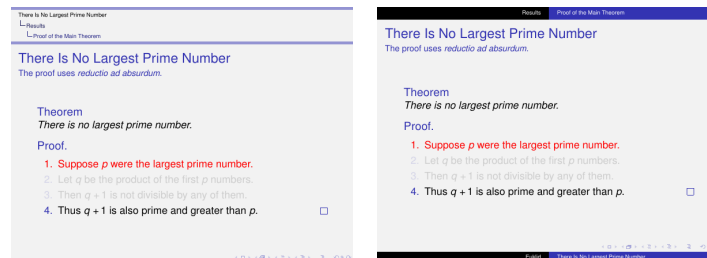 There Is No Largest Prime Number
Results
Proof of the Main Theorem
There Is No Largest Prime Number
The proof uses reductio ad absurdum.
Theorem
There is no largest prime number.
Proof.
1. Suppose p were the largest prime number.
2. Let q be the product of the first p numbers.
3. Then q + 1 is not divisible by any of them.
4. Thus q + 1 is also prime and greater than p.
Results Proof of the Main Theorem
There Is No Largest Prime Number
The proof uses reductio ad absurdum.
Theorem
There is no largest prime number.
Proof.
1. Suppose p were the largest prime number.
2. Let q be the product of the first p numbers.
3. Then q + 1 is not divisible by any of them.
4. Thus q + 1 is also prime and greater than p.
Euklid There Is No Largest Prime Number